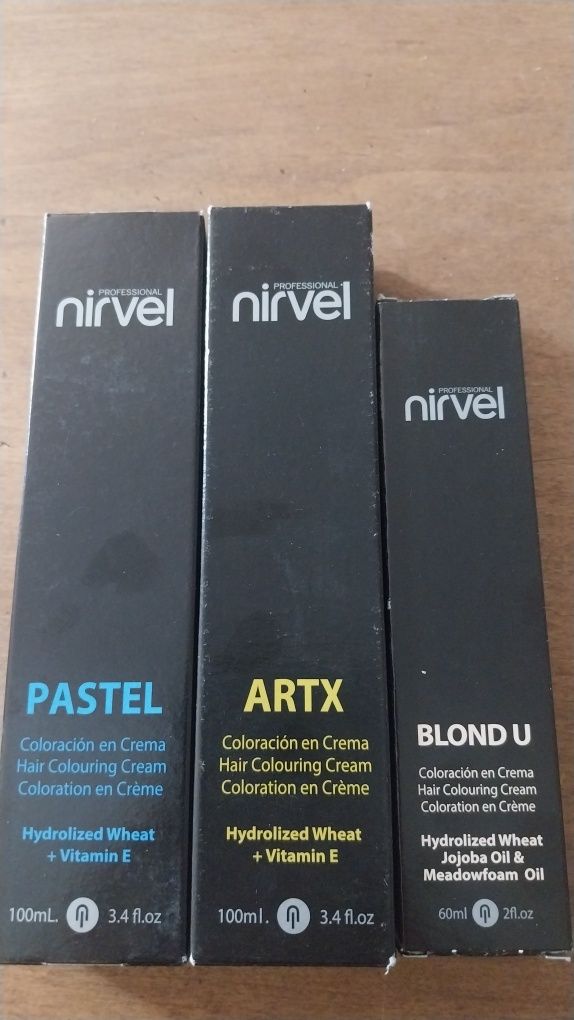 PROFESSIONAL
nirvel
PASTEL
Coloración en Crema
Hair Colouring Cream
Coloration en Crème
Hydrolized Wheat
+ Vitamin E
100mL. 3.4 fl.oz
PROFESSIONAL
nirvel
ARTX
Coloración en Crema
Hair Colouring Cream
Coloration en Crème
Hydrolized Wheat
+ Vitamin E
100ml. 3.4 fl.oz
PROFESSIONAL
nirvel
BLOND U
Coloración en Crema
Hair Colouring Cream
Coloration en Crème
Hydrolized Wheat
Jojoba Oil &
Meadowfoam Oil
60ml 2fl.oz